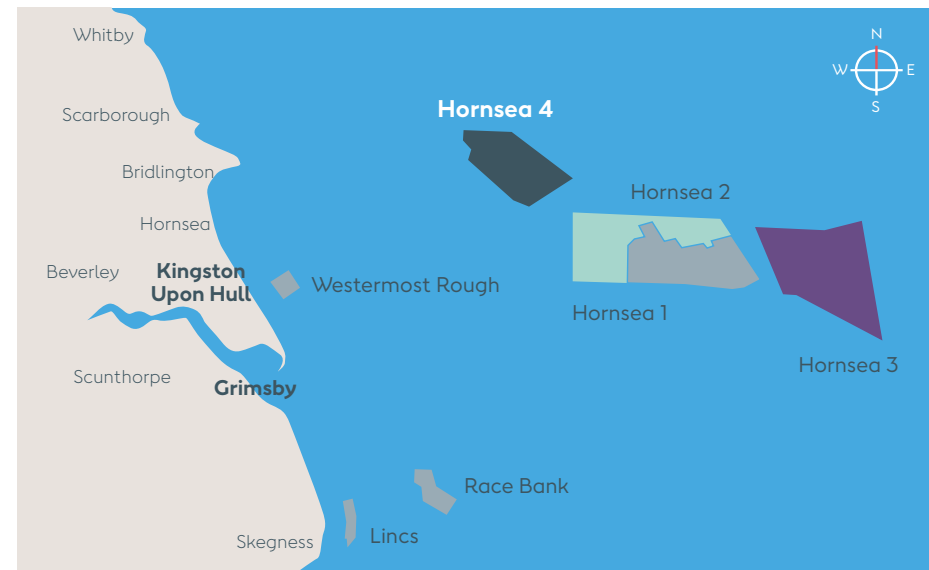 Whitby
N
W
E
S
Scarborough
Hornsea 4
Bridlington
Hornsea 2
Hornsea
Beverley
Kingston
Upon Hull
Westermost Rough
Hornsea 1
Hornsea 3
Scunthorpe
Grimsby
Race Bank
Lincs
Skegness